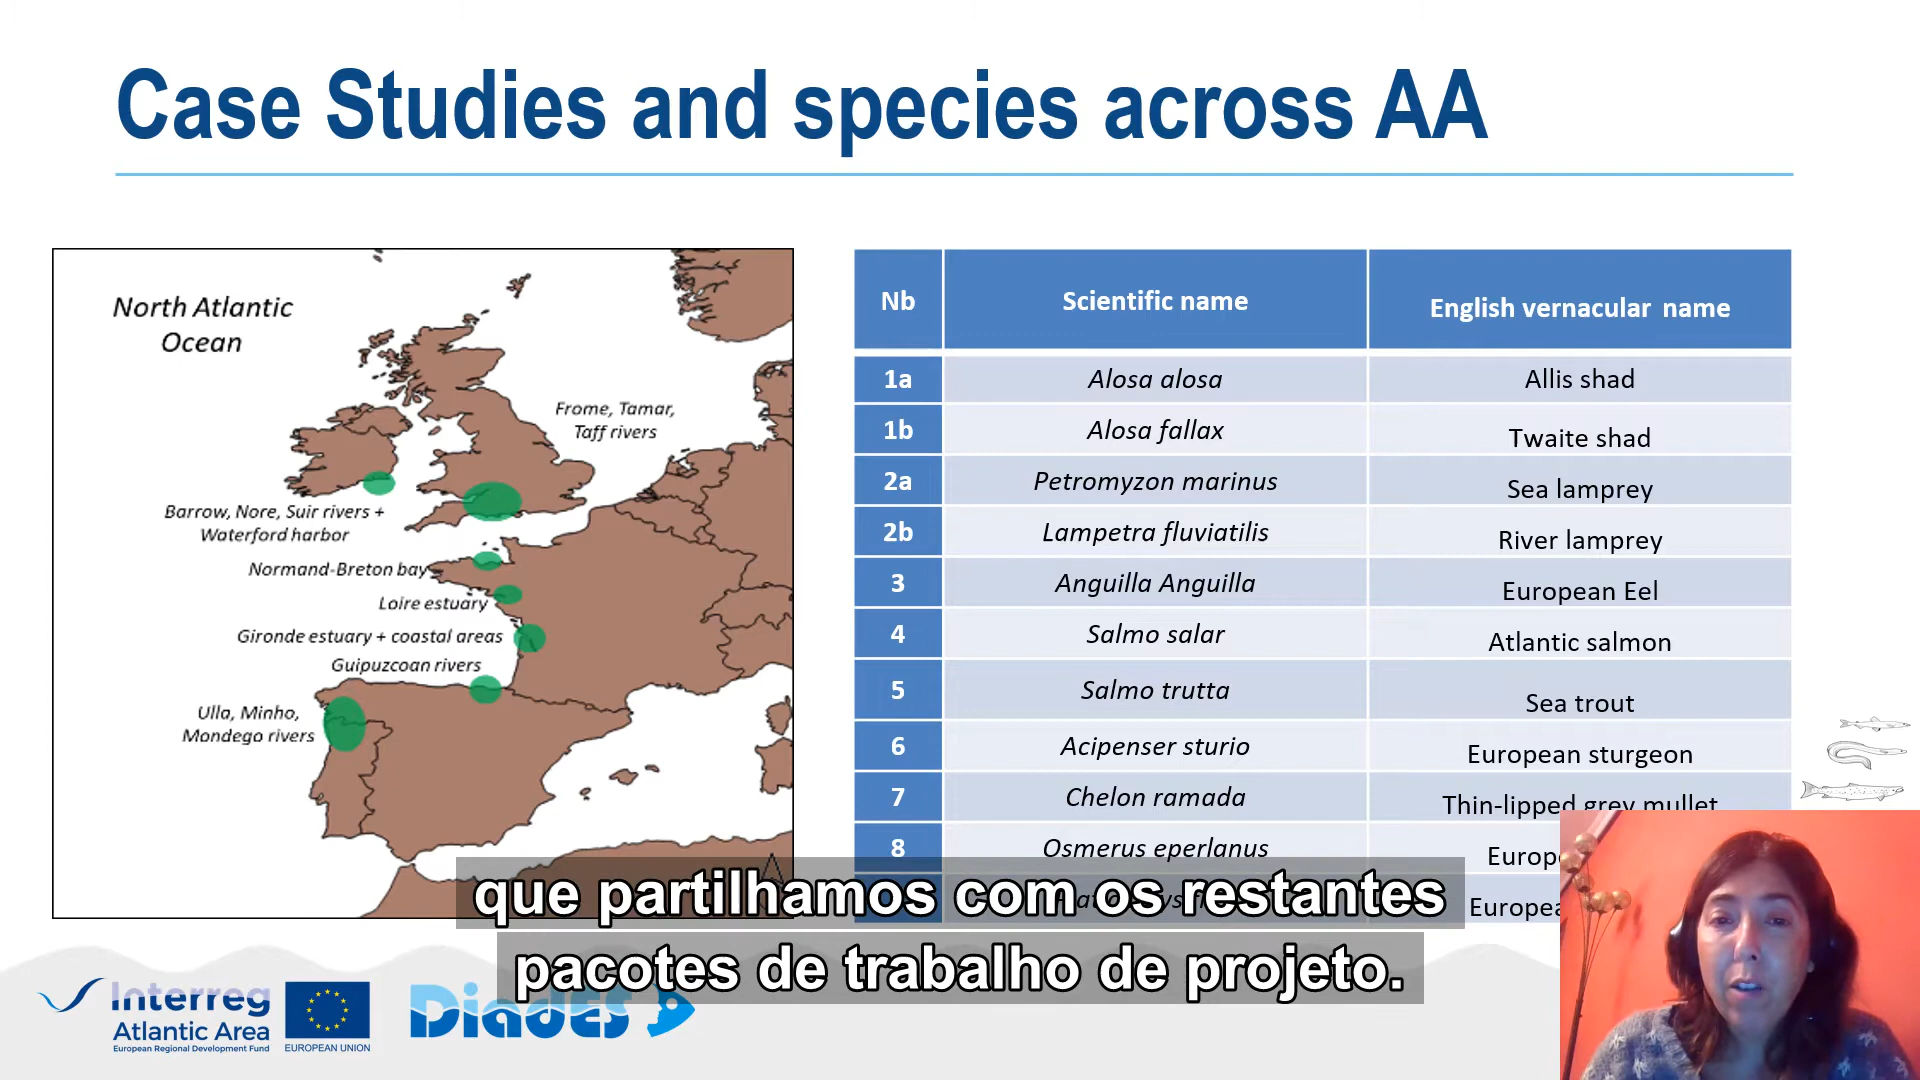 Case Studies and species across AA
North Atlantic
Ocean
Frome, Tamar,
Taff rivers
Barrow, Nore, Suir rivers +
Waterford harbor
Normand-Breton bay
Loire estuary
Gironde estuary + coastal areas
Guipuzcoan rivers
Ulla, Minho,
Mondego rivers
Nb Scientific name English vernacular name
1a Alosa alosa Allis shad
1b Alosa fallax Twaite shad
2a Petromyzon marinus Sea lamprey
2b Lampetra fluviatilis River lamprey
3 Anguilla Anguilla European Eel
4 Salmo salar Atlantic salmon
5 Salmo trutta Sea trout
6 Acipenser sturio European sturgeon
7 Chelon ramada Thin-lipped grey mullet
8 Osmerus eperlanus
que partilhamos com os restantes
pacotes de trabalho de projeto.
Interreg
Atlantic Area
European Regional Development Fund
EUROPEAN UNION
DiadES